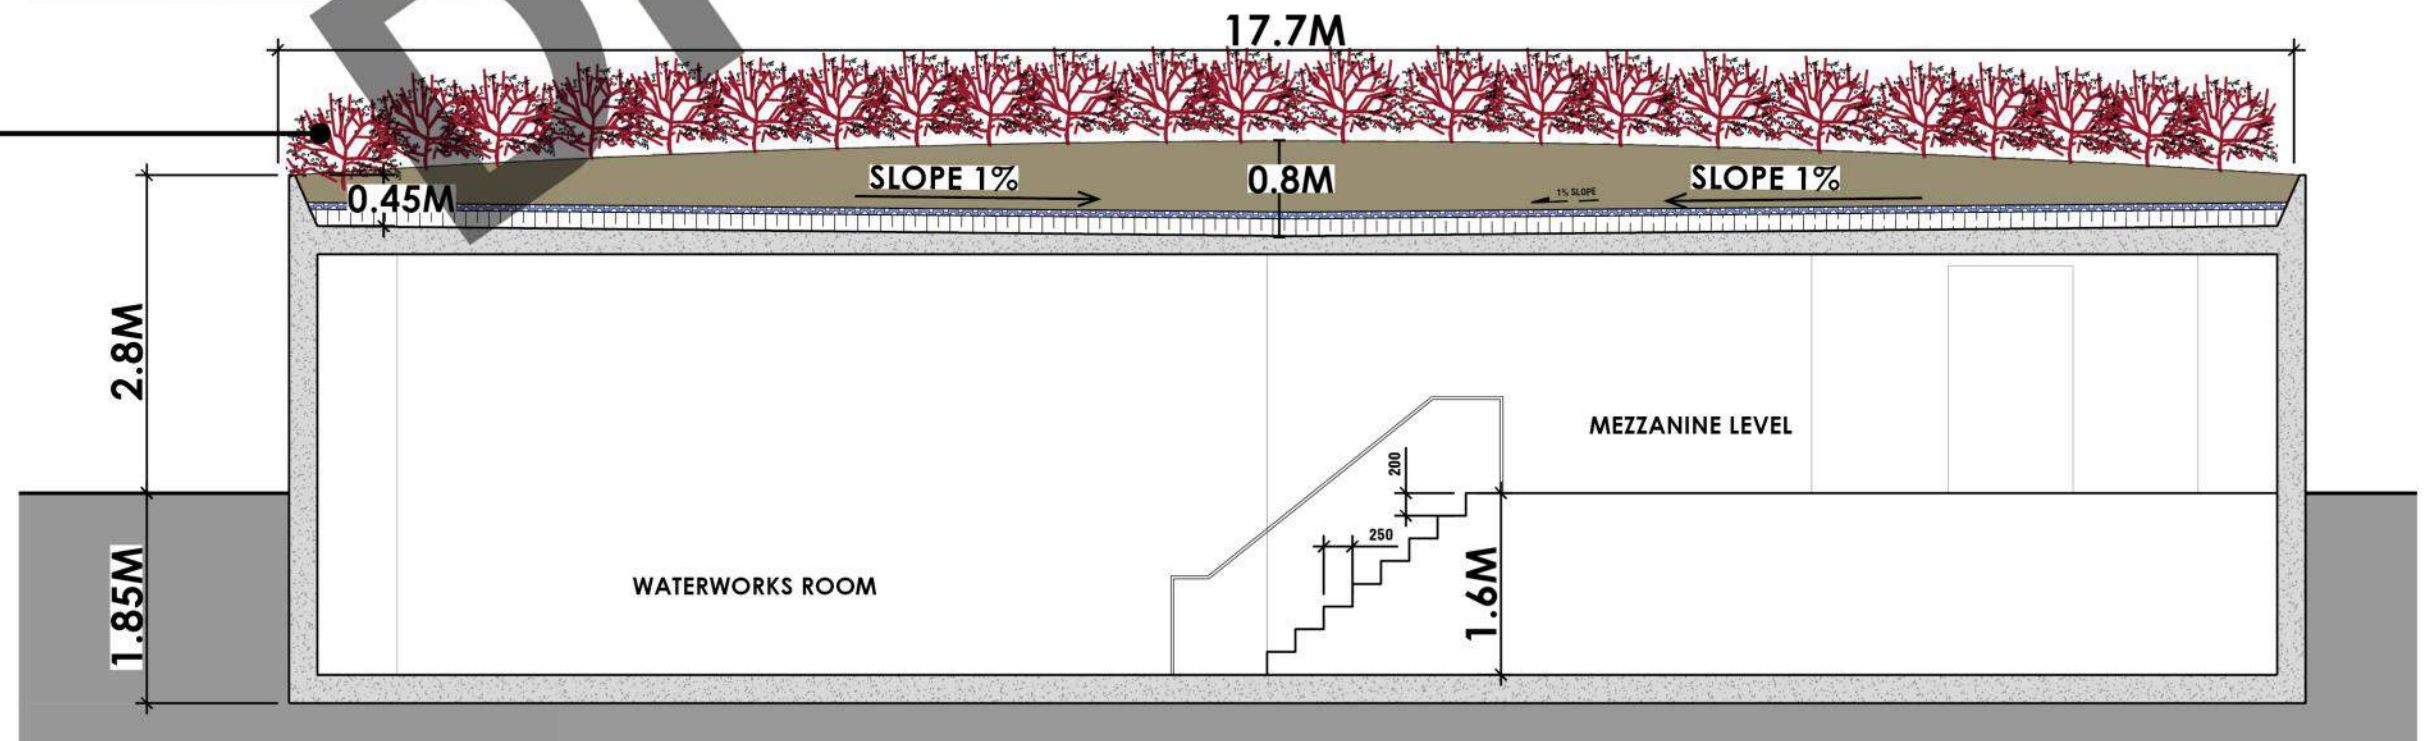 17.7M
SLOPE 1%
0.8M
1% SLOPE
SLOPE 1%
0.45M
2.8M
MEZZANINE LEVEL
200
250
WATERWORKS ROOM
1.6M
1.85M